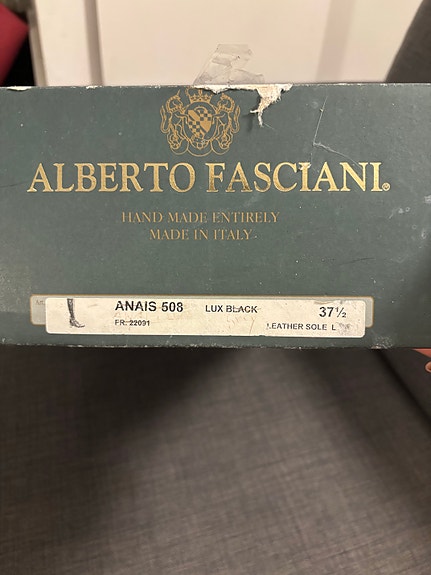 ALBERTO FASCIANI®
HAND MADE ENTIRELY
MADE IN ITALY
ANAIS 508 LUX BLACK 37½
FR. 22091 LEATHER SOLE L